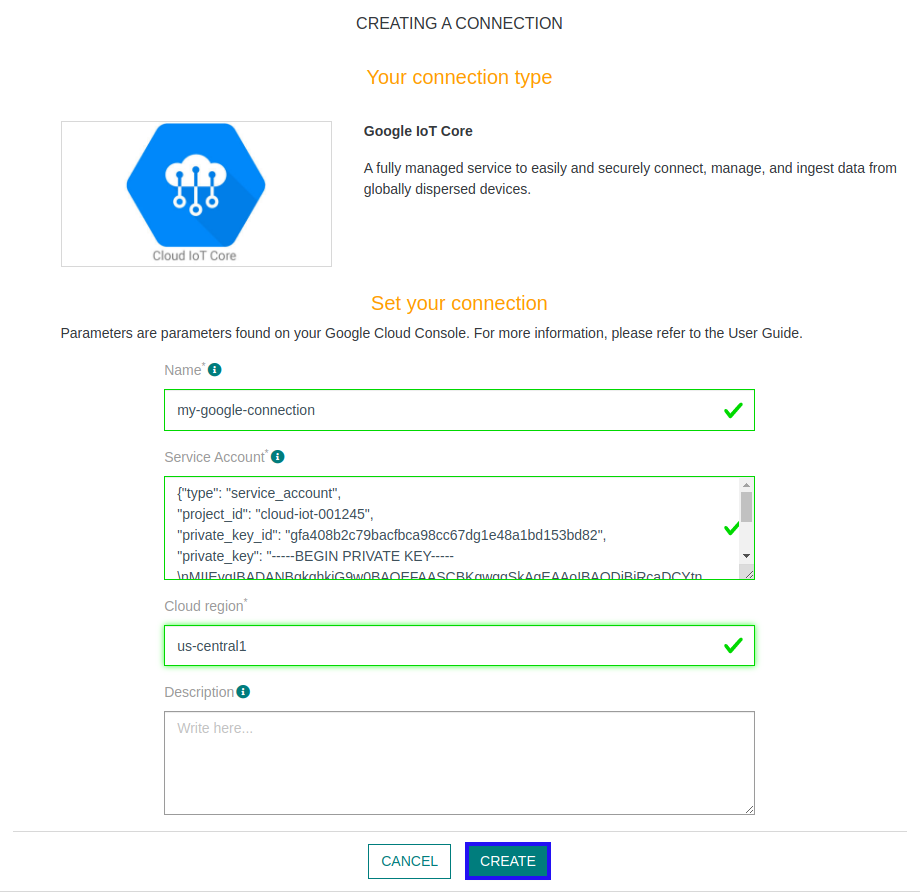 CREATING A CONNECTION
Your connection type
Cloud IoT Core
Google IoT Core
A fully managed service to easily and securely connect, manage, and ingest data from
globally dispersed devices.
Set your connection
Parameters are parameters found on your Google Cloud Console. For more information, please refer to the User Guide.
Name*
my-google-connection
Service Account*
{"type": "service_account",
"project_id": "cloud-iot-001245",
"private_key_id": "gfa408b2c79bacfbca98cc67dg1e48a1bd153bd82",
"private_key": "-----BEGIN PRIVATE KEY-----
Cloud region*
us-central1
Description
Write here...
CANCEL
CREATE